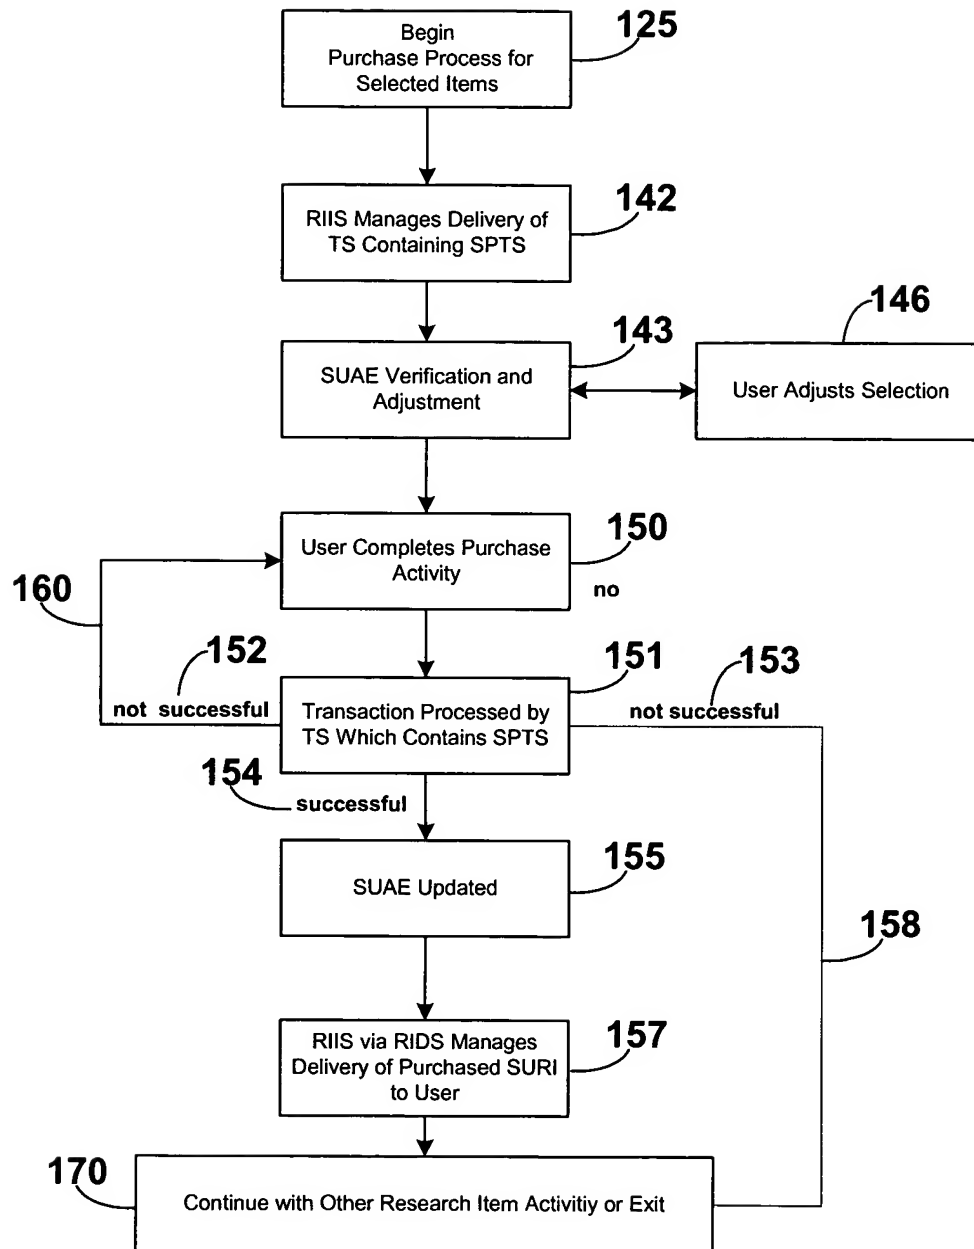 Begin
Purchase Process for
Selected Items
125
RIIS Manages Delivery of
TS Containing SPTS
142
SUAE Verification and
Adjustment
143
User Adjusts Selection
146
User Completes Purchase
Activity
150
no
160
152
not successful
Transaction Processed by
TS Which Contains SPTS
151
153
not successful
154
successful
SUAE Updated
155
158
RIIS via RIDS Manages
Delivery of Purchased SURI
to User
157
170
Continue with Other Research Item Activitiy or Exit